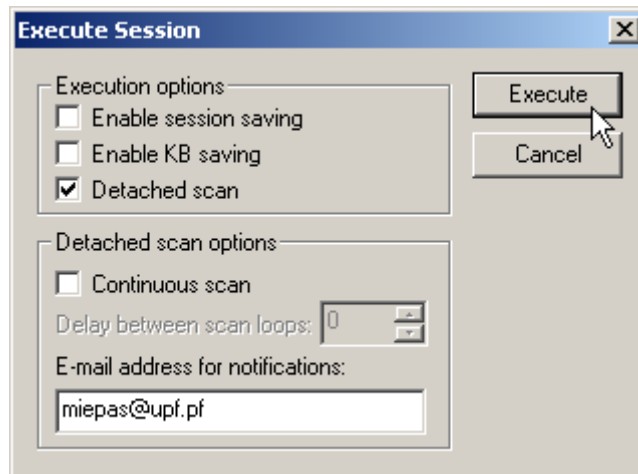 Execute Session
Execution options
Enable session saving
Enable KB saving
Detached scan
Execute
Cancel
Detached scan options
Continuous scan
Delay between scan loops: 0
E-mail address for notifications:
miepas@upf.pf